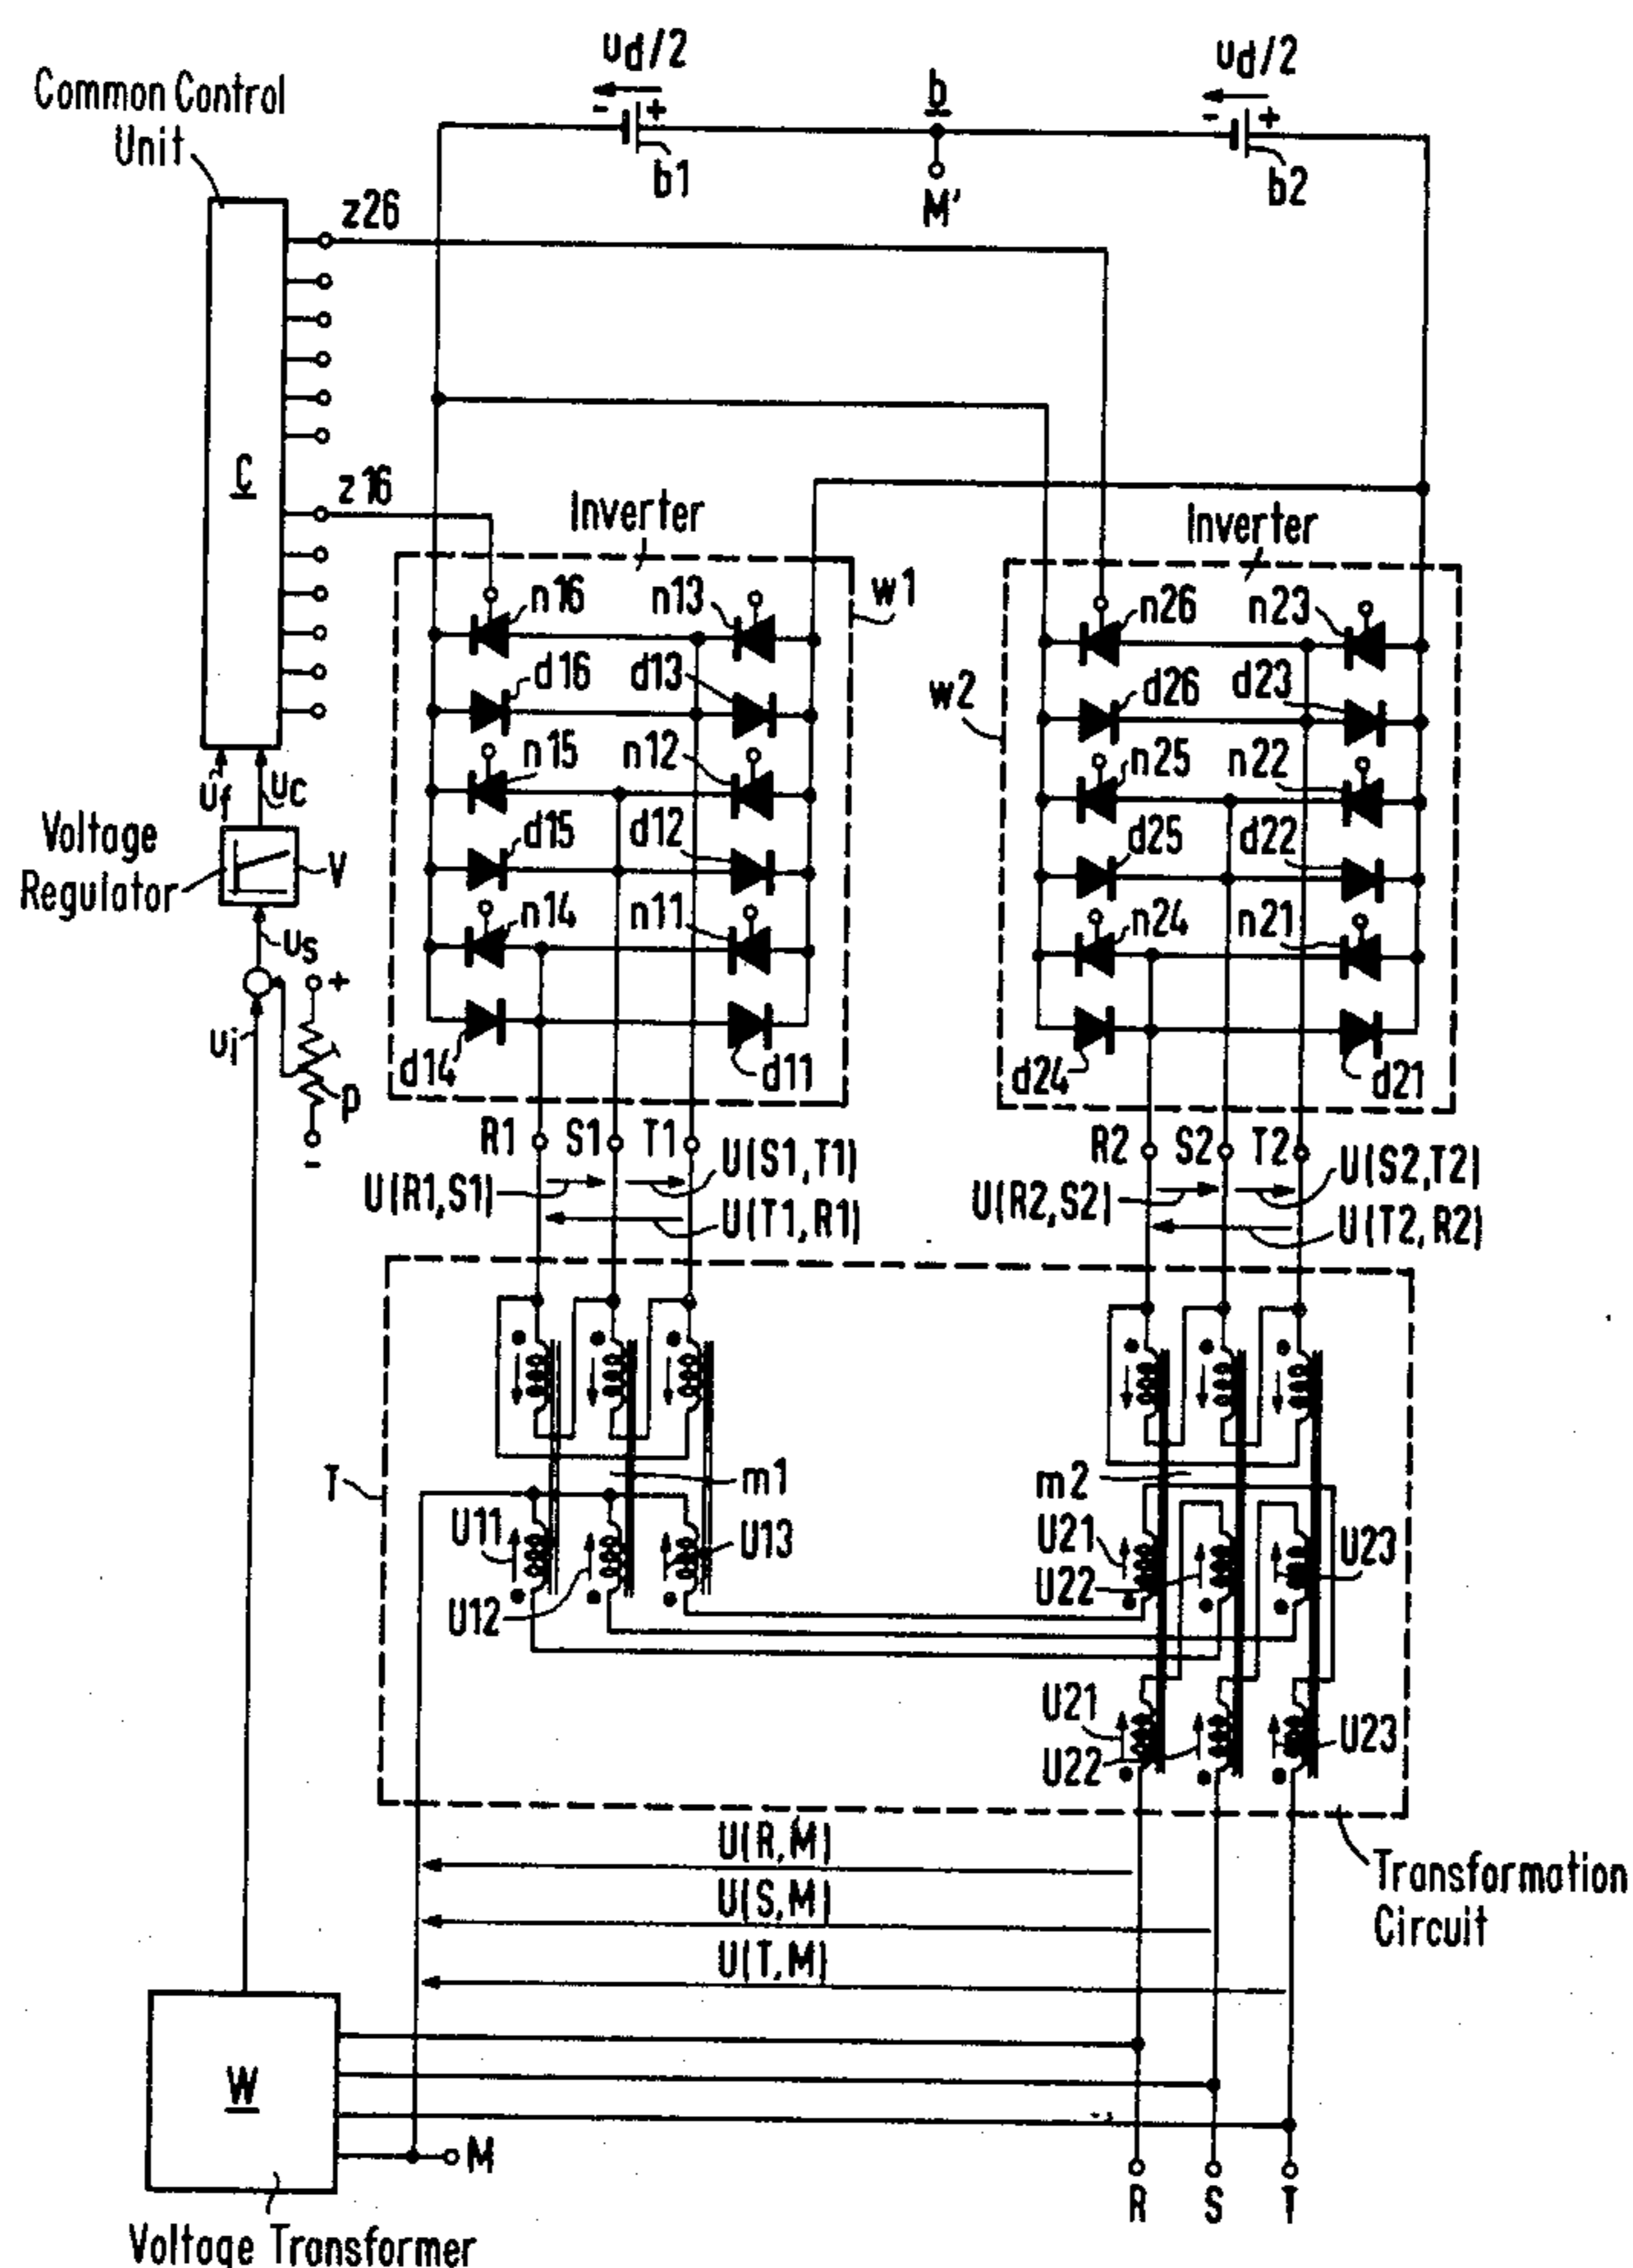 Common Control
Unit
ud/2
- +
b1
b
M'
ud/2
- +
b2
z26
C
z16
Inverter
w1
Inverter
w2
n16
n13
d16
d13
n15
n12
d15
d12
n14
n11
d14
d11
n26
n23
d26
d23
n25
n22
d25
d22
n24
n21
d24
d21
uf
uc
Voltage
Regulator
V
us
+
ui
p
-
R1
S1
T1
U(R1,S1)
U(S1,T1)
U(T1,R1)
R2
S2
T2
U(R2,S2)
U(S2,T2)
U(T2,R2)
T
m1
m2
U11
U12
U13
U21
U22
U23
U21
U22
U23
U(R,M)
U(S,M)
U(T,M)
Transformation
Circuit
W
M
R
S
T
Voltage Transformer